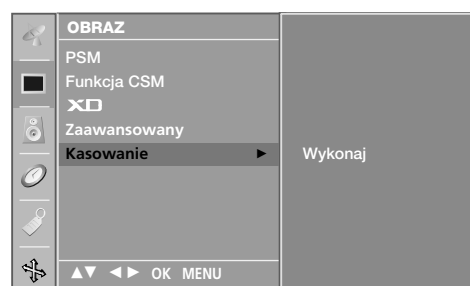 OBRAZ
PSM
Funkcja CSM
XD
Zaawansowany
Kasowanie ► Wykonaj
▲▼ ◄► OK MENU